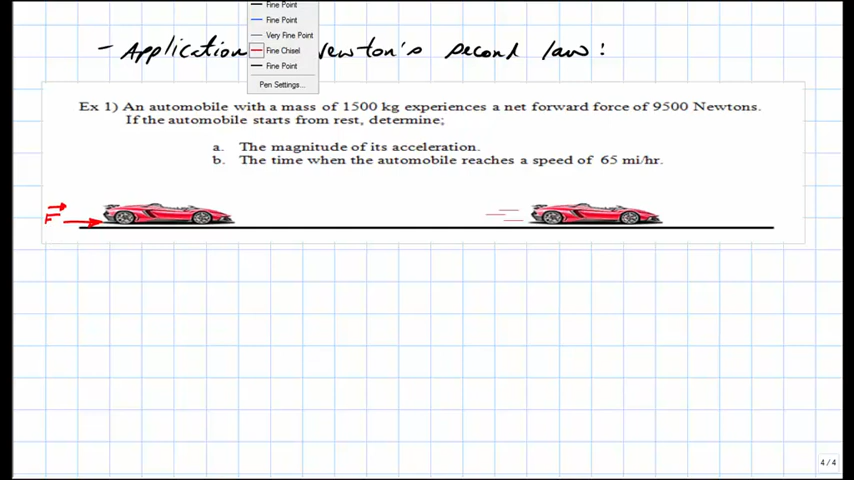 Fine Point
Fine Point
Very Fine Point
Fine Chisel
Fine Point
Pen Settings...
- Application Newton's second law :
Ex 1) An automobile with a mass of 1500 kg experiences a net forward force of 9500 Newtons.
If the automobile starts from rest, determine;
a. The magnitude of its acceleration.
b. The time when the automobile reaches a speed of 65 mi/hr.
F
4 / 4